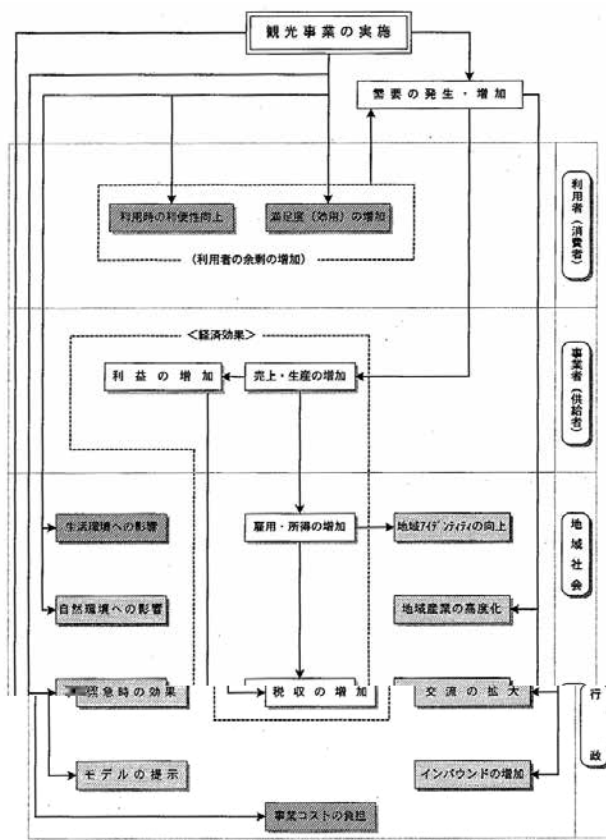 観光事業の実施
需要の発生・増加
利用時の利便性向上
満足度（効用）の増加
（利用者の余剰の増加）
利用者（消費者）
＜経済効果＞
利益の増加
売上・生産の増加
事業者（供給者）
生活環境への影響
雇用・所得の増加
地域アイデンティティの向上
地域社会
自然環境への影響
地域産業の高度化
急時の効果
税収の増加
交流の拡大
行政
モデルの提示
インバウンドの増加
事業コストの負担